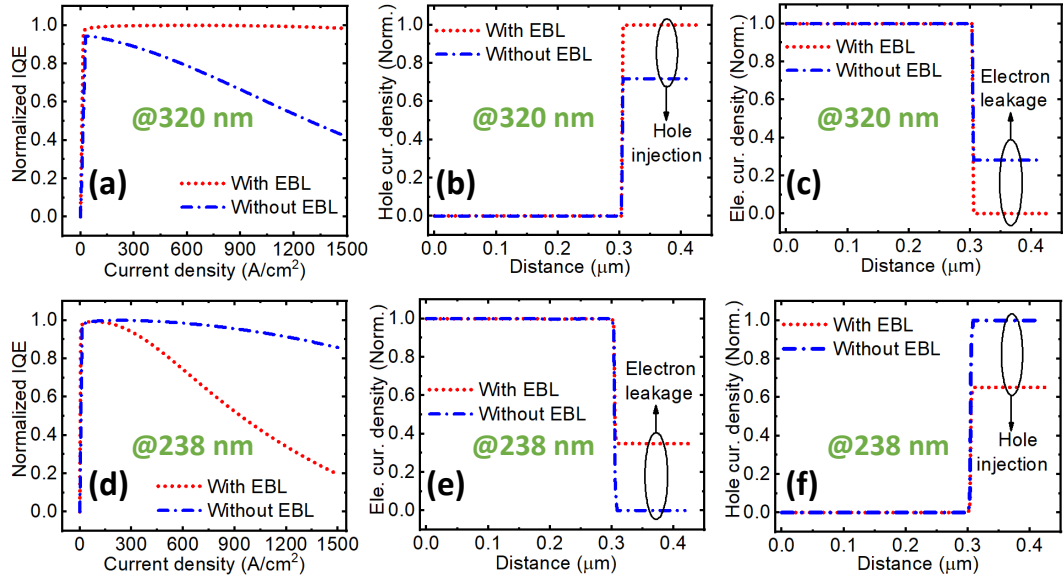 Normalized IQE
1.0
0.8
0.6
0.4
0.2
0.0
@320 nm
(a)
With EBL
Without EBL
0 300 600 900 1200 1500
Current density (A/cm²)
Hole cur. density (Norm.)
1.0
0.8
0.6
0.4
0.2
0.0
With EBL
Without EBL
@320 nm
Hole
injection
(b)
0.0 0.1 0.2 0.3 0.4
Distance (μm)
Ele. cur. density (Norm.)
1.0
0.8
0.6
0.4
0.2
0.0
With EBL
Without EBL
Electron
leakage
@320 nm
(c)
0.0 0.1 0.2 0.3 0.4
Distance (μm)
Normalized IQE
1.0
0.8
0.6
0.4
0.2
0.0
@238 nm
(d)
With EBL
Without EBL
0 300 600 900 1200 1500
Current density (A/cm²)
Ele. cur. density (Norm.)
1.0
0.8
0.6
0.4
0.2
0.0
Electron
leakage
With EBL
Without EBL
@238 nm
(e)
0.0 0.1 0.2 0.3 0.4
Distance (μm)
Hole cur. density (Norm.)
1.0
0.8
0.6
0.4
0.2
0.0
With EBL
Without EBL
@238 nm
Hole
injection
(f)
0.0 0.1 0.2 0.3 0.4
Distance (μm)